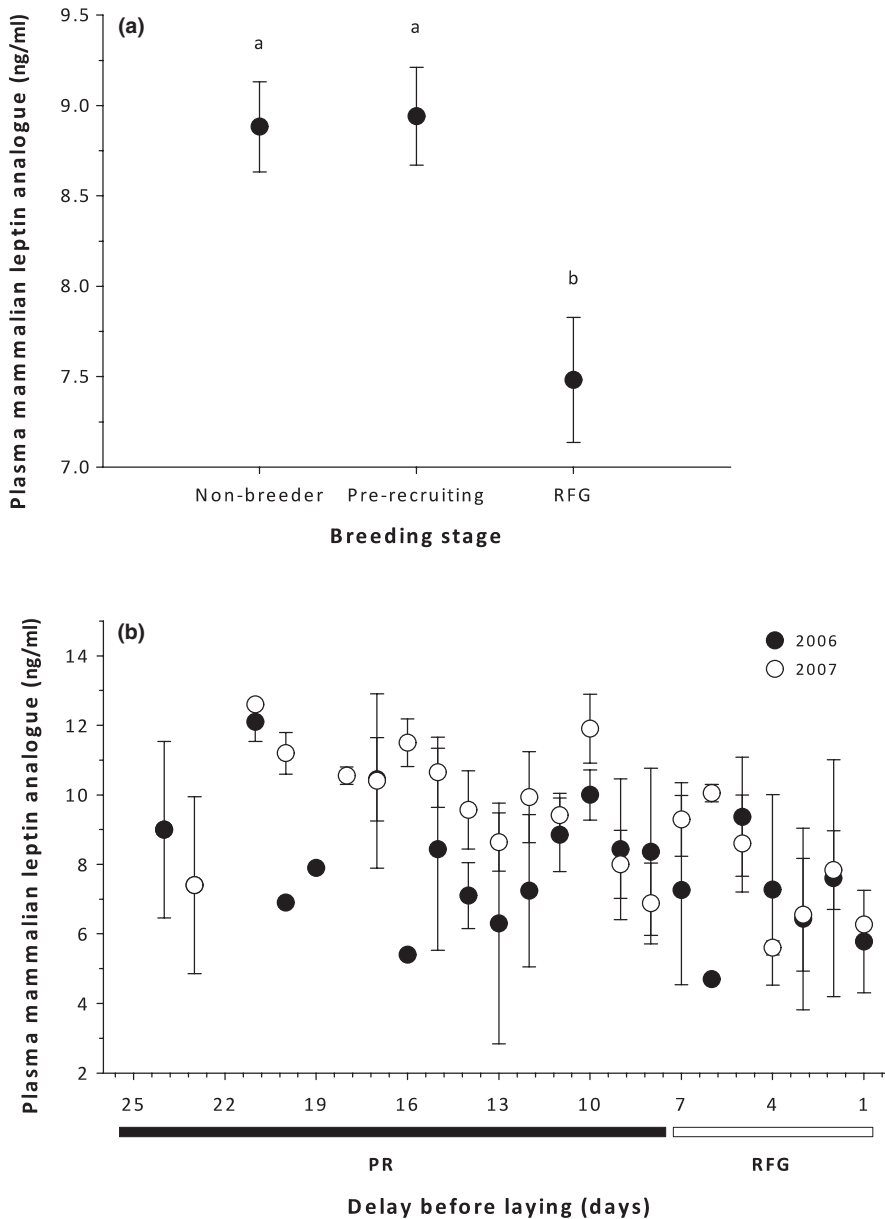 (a)
Plasma mammalian leptin analogue (ng/ml)
9.5
9.0
8.5
8.0
7.5
7.0
a
a
b
Non-breeder Pre-recruiting RFG
Breeding stage
(b)
Plasma mammalian leptin analogue (ng/ml)
2006
2007
14
12
10
8
6
4
2
25 22 19 16 13 10 7 4 1
PR RFG
Delay before laying (days)